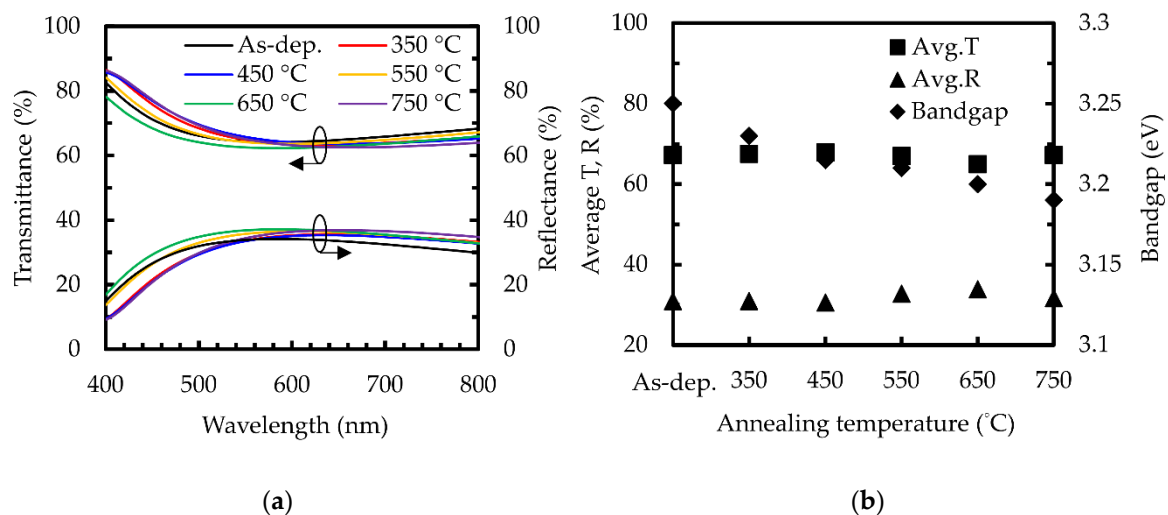 100
80
60
40
20
0
Transmittance (%)
As-dep.
350 °C
450 °C
550 °C
650 °C
750 °C
100
80
60
40
20
0
Reflectance (%)
400
500
600
700
800
Wavelength (nm)
(a)
100
80
60
40
20
Average T, R (%)
Avg.T
Avg.R
Bandgap
3.3
3.25
3.2
3.15
3.1
Bandgap (eV)
As-dep.
350
450
550
650
750
Annealing temperature (°C)
(b)